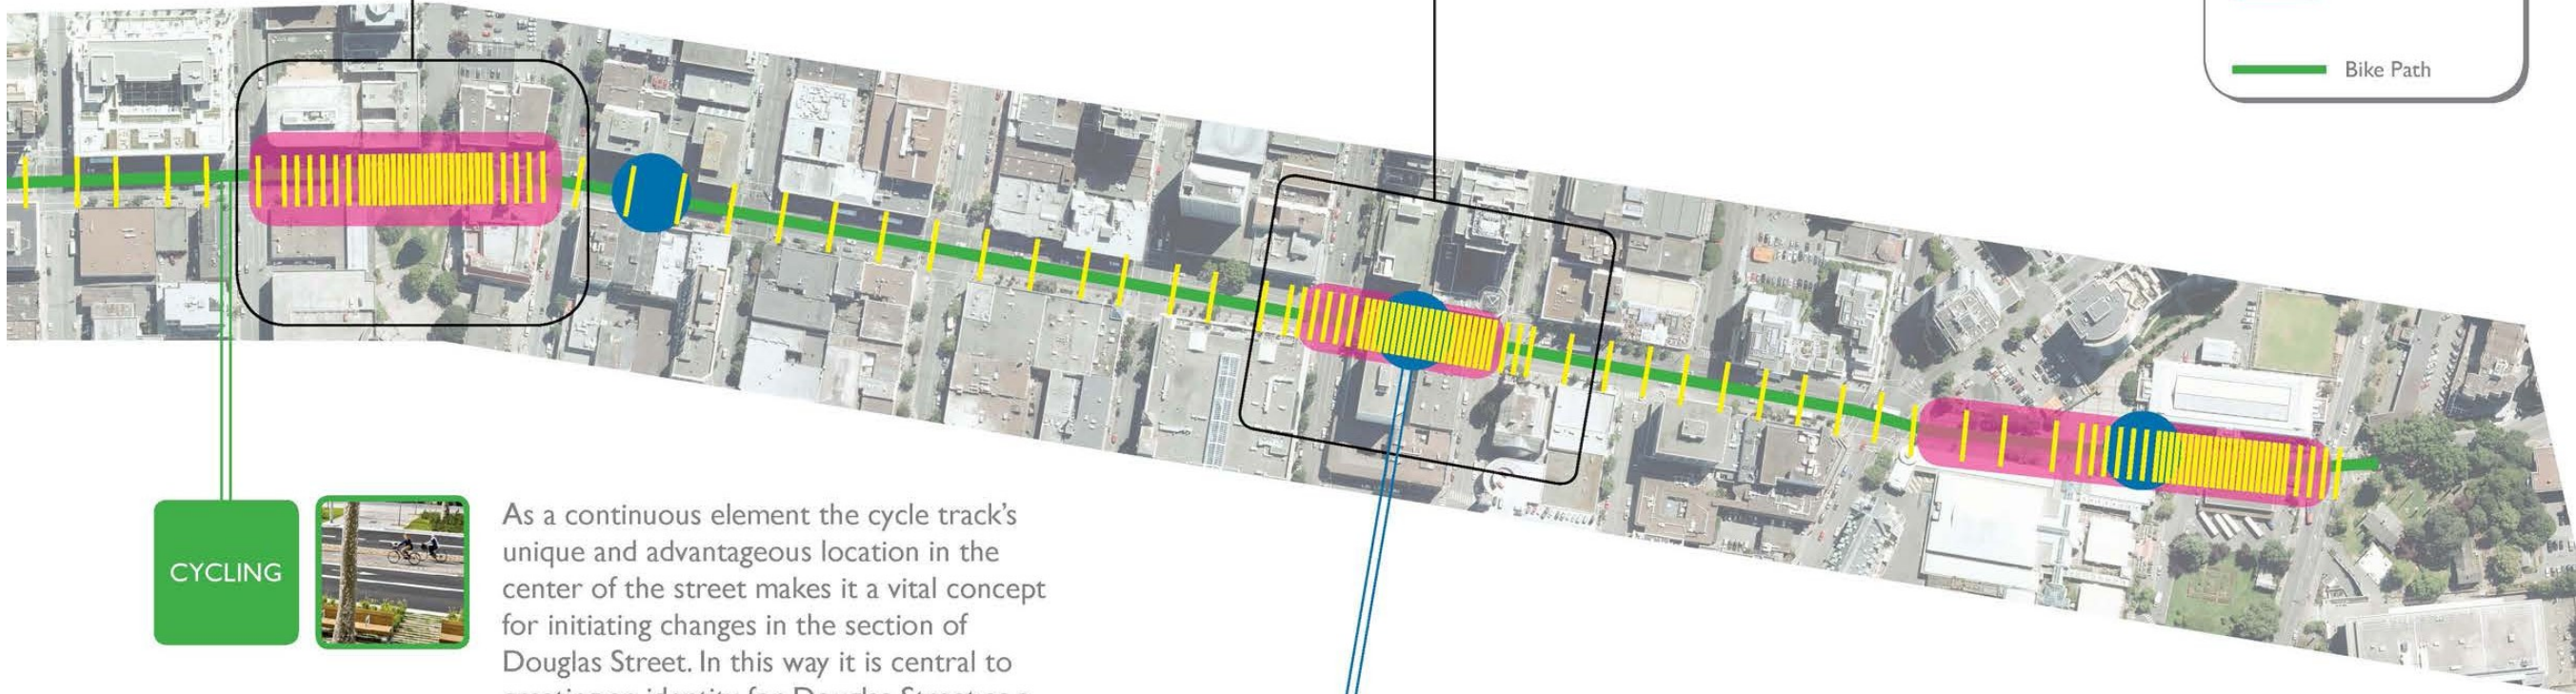 Bike Path
CYCLING
As a continuous element the cycle track's
unique and advantageous location in the
center of the street makes it a vital concept
for initiating changes in the section of
Douglas Street. In this way it is central to